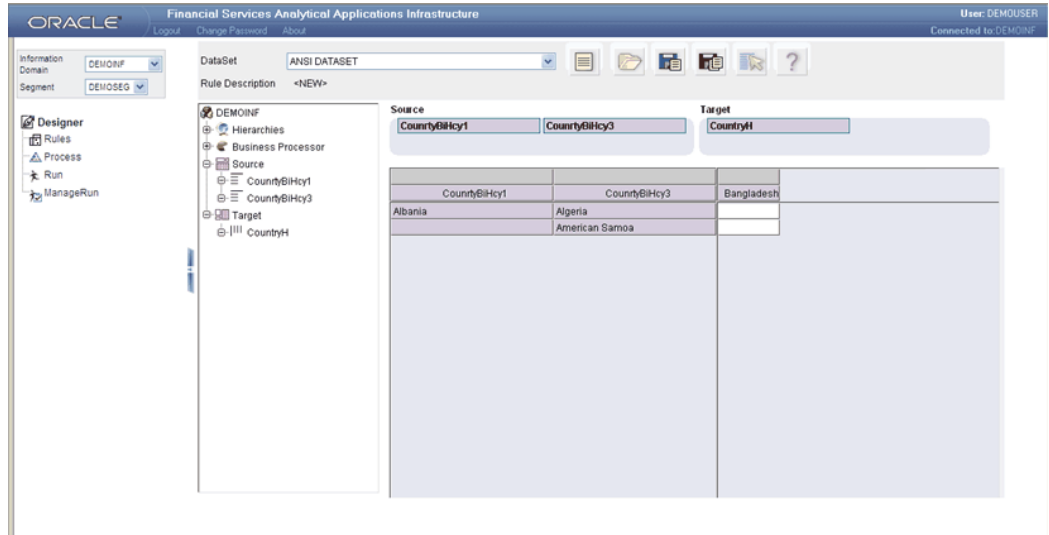 ORACLE
Financial Services Analytical Applications Infrastructure
User: DEMOUSER
Logout Change Password About
Connected to:DEMOINF
Information Domain
DEMOINF
Segment
DEMOSEG
DataSet
ANSI DATASET
Rule Description <NEW>
?
Designer
Rules
Process
Run
ManageRun
DEMOINF
Hierarchies
Business Processor
Source
CounrtyBiHcy1
CounrtyBiHcy3
Target
CountryH
Source
CounrtyBiHcy1 CounrtyBiHcy3
Target
CountryH
CounrtyBiHcy1 CounrtyBiHcy3 Bangladesh
Albania Algeria
American Samoa